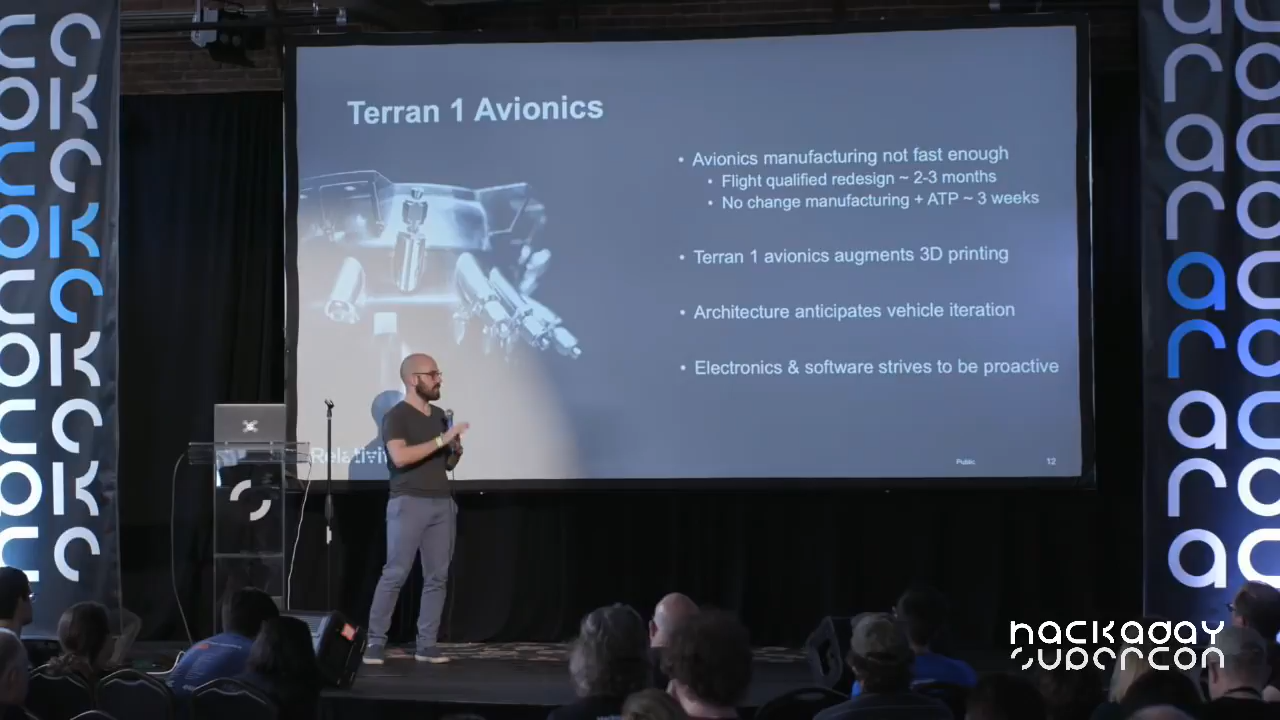 Terran 1 Avionics
• Avionics manufacturing not fast enough
• Flight qualified redesign ~ 2-3 months
• No change manufacturing + ATP ~ 3 weeks
• Terran 1 avionics augments 3D printing
• Architecture anticipates vehicle iteration
• Electronics & software strives to be proactive
Public
12
hackaday
supercon